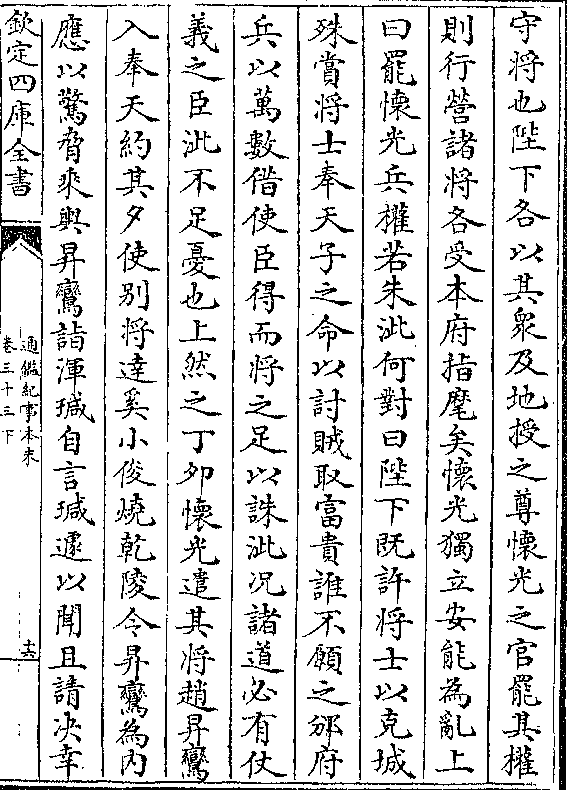 守將也陛下各以其衆及地授之尊懷光之官罷其權
則行營諸將各受本府指麾矣懷光獨立安能為亂上
曰罷懷光兵權若朱泚何對曰陛下既許將士以克城
殊賞將士奉天子之命以討賊取富貴誰不願之邠府
兵以萬數借使臣得而將之足以誅泚况諸道必有仗
義之臣泚不足憂也上然之丁夘懷光遣其將趙昇鸞
入奉天約其夕使别將達奚小俊燒乾陵令昇鸞為内
應以驚脅乘輿昇鸞詣渾瑊自言瑊遽以聞且請决幸
欽定四庫全書
通鑑紀事本末
卷三十三下
十六